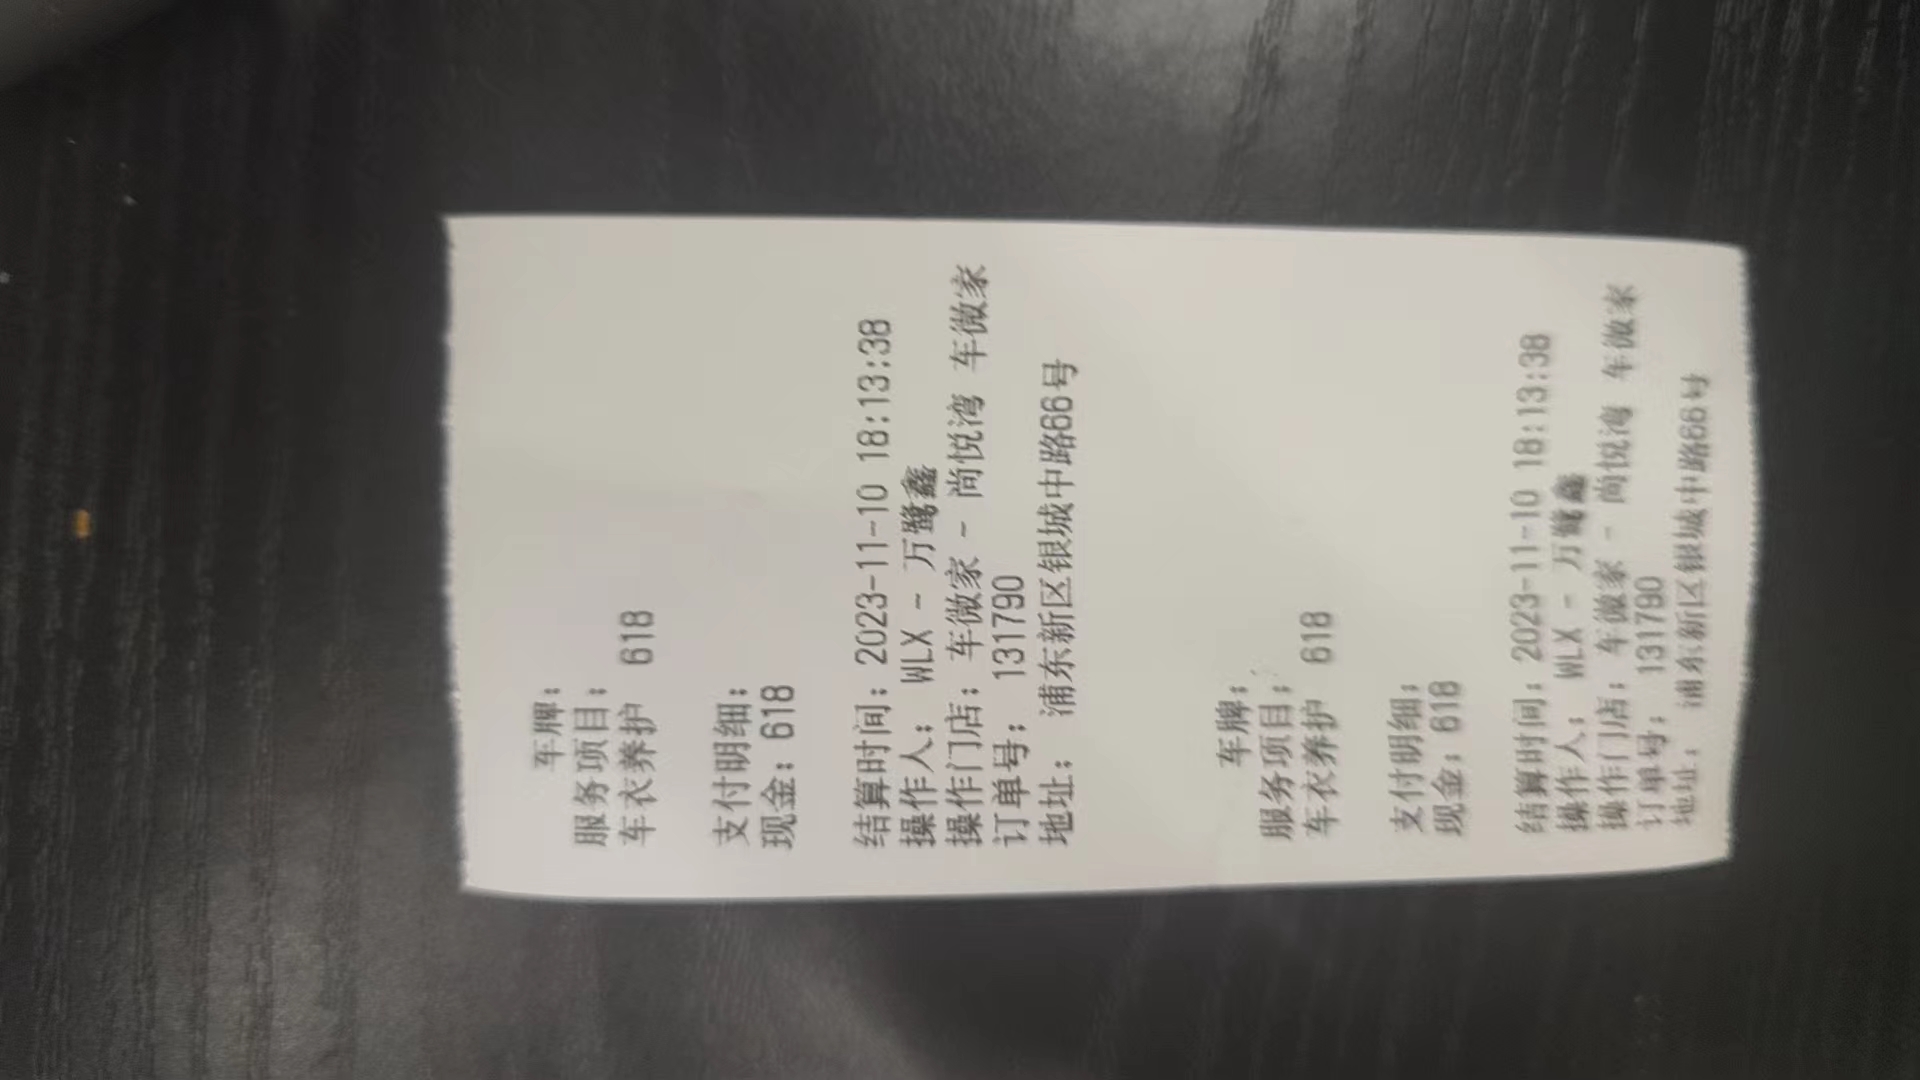 车牌:
服务项目:
车衣养护 618
支付明细:
现金: 618
结算时间: 2023-11-10 18:13:38
操作人: WLX - 万鹭鑫
操作门店: 车微家 - 尚悦湾 车微家
订单号: 131790
地址: 浦东新区银城中路66号
车牌:
服务项目:
车衣养护 618
支付明细:
现金: 618
结算时间: 2023-11-10 18:13:38
操作人: WLX - 万鹭鑫
操作门店: 车微家 - 尚悦湾 车微家
订单号: 131790
地址: 浦东新区银城中路66号